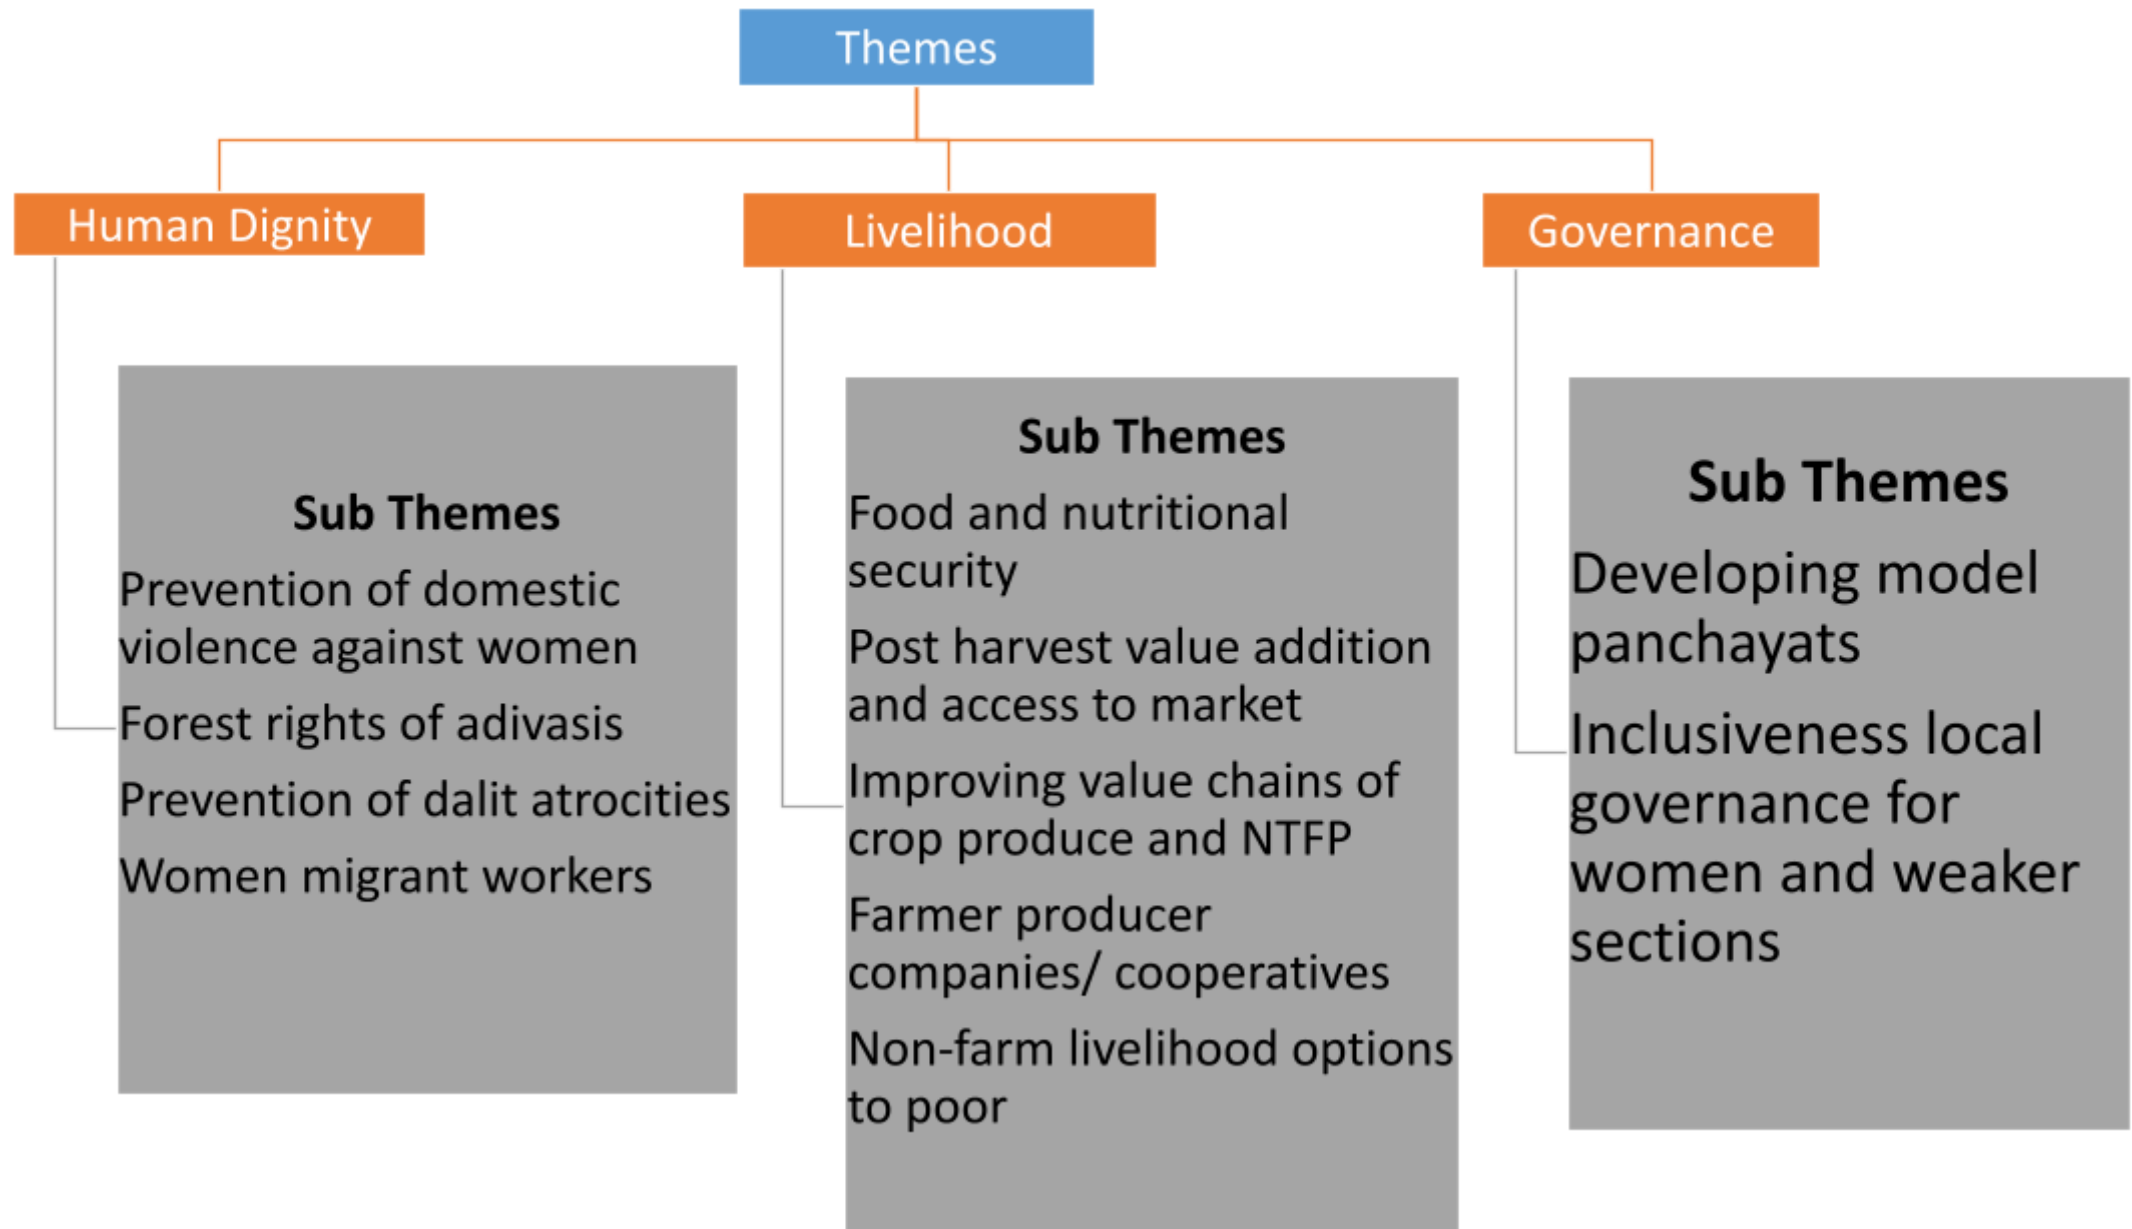 Themes
Human Dignity
Livelihood
Governance
Sub Themes
Prevention of domestic
violence against women
Forest rights of adivasis
Prevention of dalit atrocities
Women migrant workers
Sub Themes
Food and nutritional
security
Post harvest value addition
and access to market
Improving value chains of
crop produce and NTFP
Farmer producer
companies/ cooperatives
Non-farm livelihood options
to poor
Sub Themes
Developing model
panchayats
Inclusiveness local
governance for
women and weaker
sections